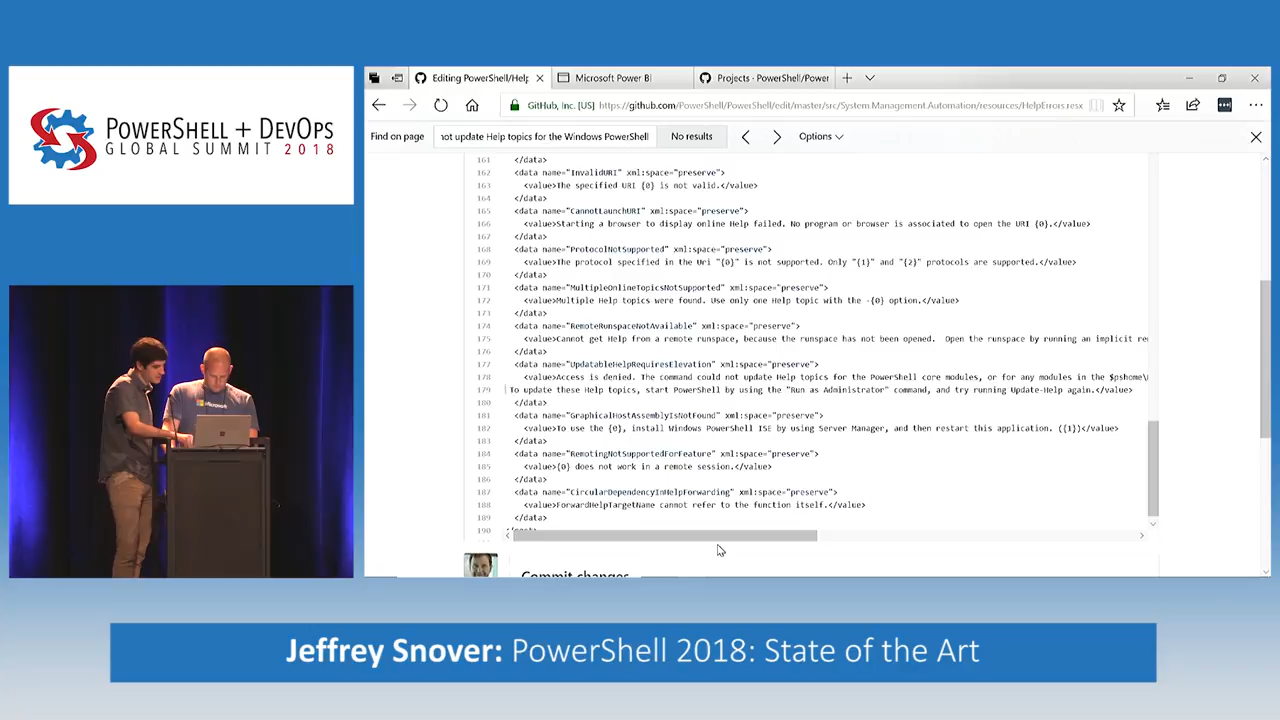 POWERSHELL + DEVOPS
GLOBAL SUMMIT 2018
Editing PowerShell/Help
Microsoft Power BI
Projects · PowerShell/Power
GitHub, Inc. [US] https://github.com/PowerShell/PowerShell/edit/master/src/System.Management.Automation/resources/HelpErrors.resx
Find on page
not update Help topics for the Windows PowerShell
No results
Options
161 </data>
162 <data name="InvalidURI" xml:space="preserve">
163 <value>The specified URI {0} is not valid.</value>
164 </data>
165 <data name="CannotLaunchURI" xml:space="preserve">
166 <value>Starting a browser to display online Help failed. No program or browser is associated to open the URI {0}.</value>
167 </data>
168 <data name="ProtocolNotSupported" xml:space="preserve">
169 <value>The protocol specified in the Uri "{0}" is not supported. Only "{1}" and "{2}" protocols are supported.</value>
170 </data>
171 <data name="MultipleOnlineTopicsNotSupported" xml:space="preserve">
172 <value>Multiple Help topics were found. Use only one Help topic with the -{0} option.</value>
173 </data>
174 <data name="RemoteRunspaceNotAvailable" xml:space="preserve">
175 <value>Cannot get Help from a remote runspace, because the runspace has not been opened.  Open the runspace by running an implicit re
176 </data>
177 <data name="UpdatableHelpRequiresElevation" xml:space="preserve">
178 <value>Access is denied. The command could not update Help topics for the PowerShell core modules, or for any modules in the $pshome\
179 To update these Help topics, start PowerShell by using the "Run as Administrator" command, and try running Update-Help again.</value>
180 </data>
181 <data name="GraphicalHostAssemblyIsNotFound" xml:space="preserve">
182 <value>To use the {0}, install Windows PowerShell ISE by using Server Manager, and then restart this application. ({1})</value>
183 </data>
184 <data name="RemotingNotSupportedForFeature" xml:space="preserve">
185 <value>{0} does not work in a remote session.</value>
186 </data>
187 <data name="CircularDependencyInHelpForwarding" xml:space="preserve">
188 <value>ForwardHelpTargetName cannot refer to the function itself.</value>
189 </data>
190
Commit changes
Microsoft
Jeffrey Snover: PowerShell 2018: State of the Art